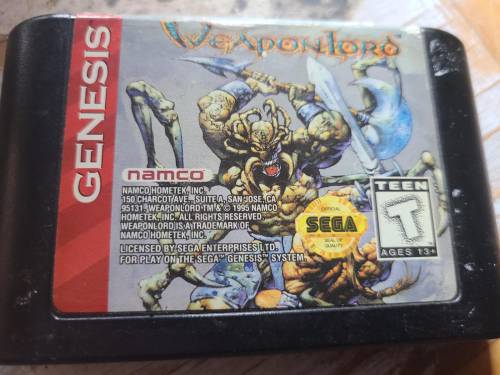 WEAPONLORD
GENESIS
namco
NAMCO HOMETEK, INC.
150 CHARCOT AVE., SUITE A, SAN JOSE, CA
95131. WEAPONLORD TM & © 1995 NAMCO
HOMETEK, INC. ALL RIGHTS RESERVED
WEAPONLORD IS A TRADEMARK OF
NAMCO HOMETEK, INC.
LICENSED BY SEGA ENTERPRISES LTD.
FOR PLAY ON THE SEGA™ GENESIS™ SYSTEM.
OFFICIAL
SEGA
SEAL OF
QUALITY
TEEN
T
AGES 13+